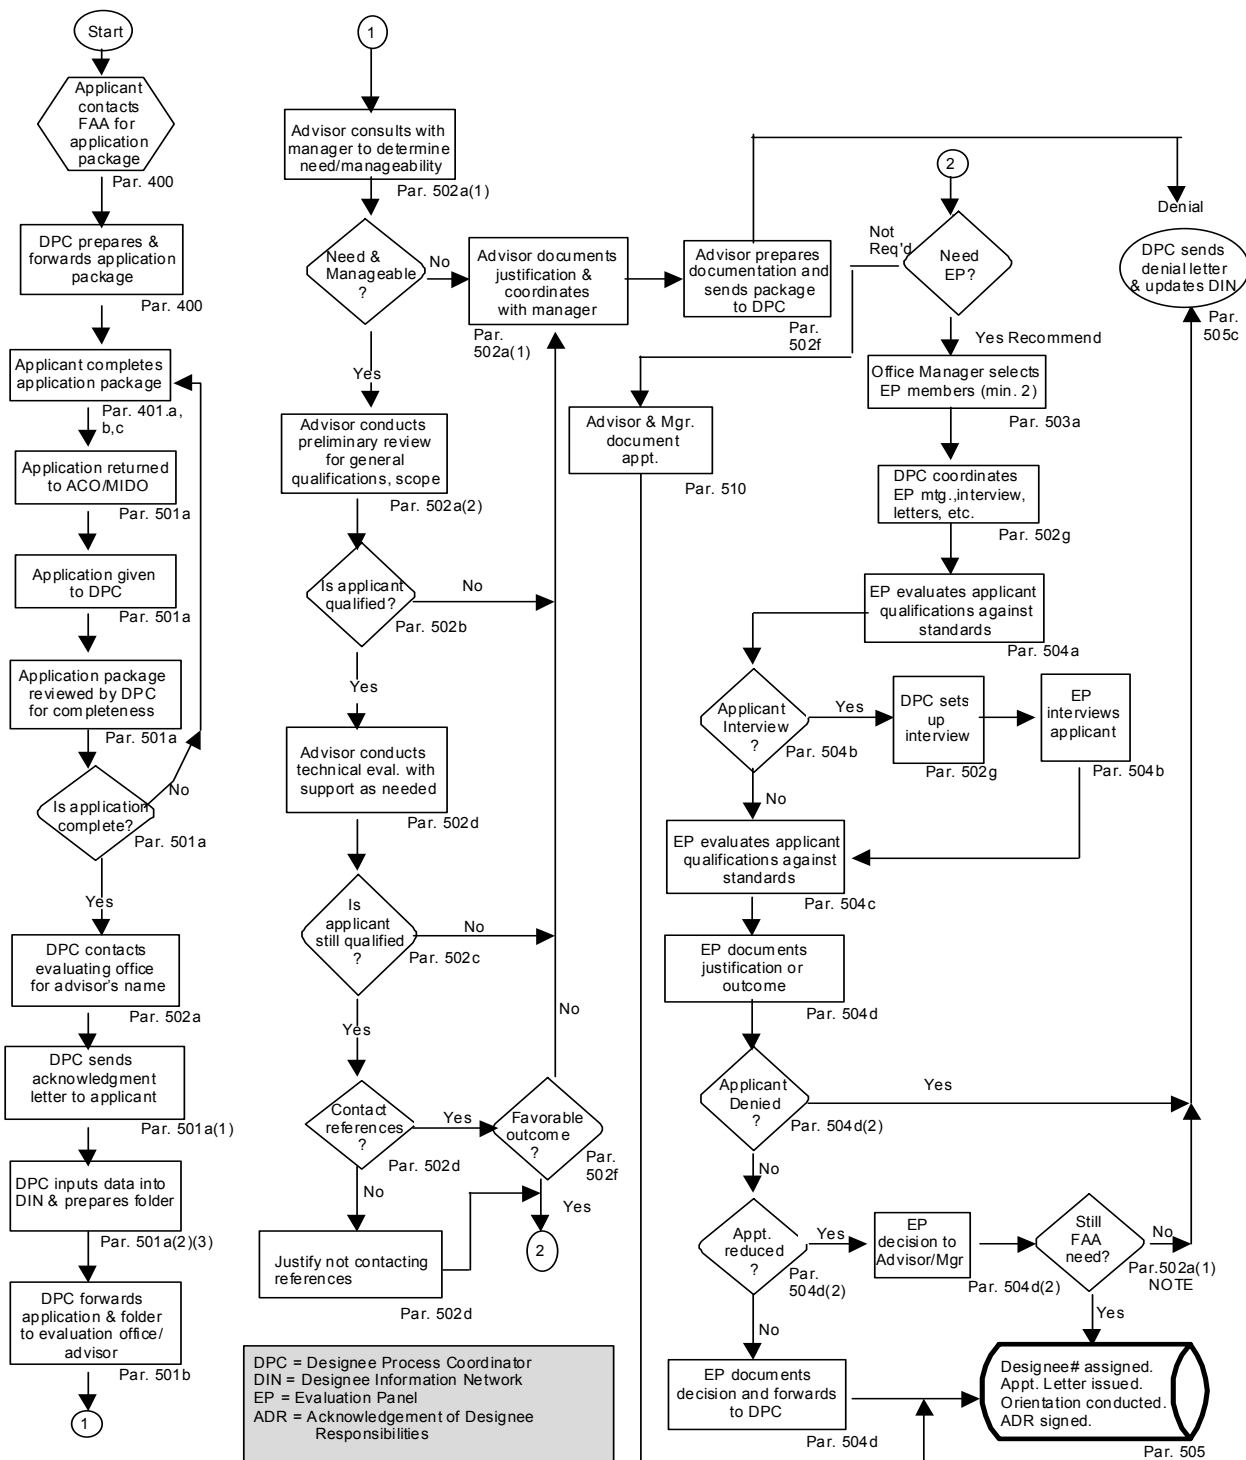 Start
Applicant
contacts
FAA for
application
package
Par. 400
DPC prepares &
forwards application
package
Par. 400
Applicant completes
application package
Par. 401.a,
b,c
Application returned
to ACO/MIDO
Par. 501a
Application given
to DPC
Par. 501a
Application package
reviewed by DPC
for completeness
Par. 501a
No
Is application
complete?
Par. 501a
Yes
DPC contacts
evaluating office
for advisor's name
Par. 502a
DPC sends
acknowledgment
letter to applicant
Par. 501a(1)
DPC inputs data into
DIN & prepares folder
Par. 501a(2)(3)
DPC forwards
application & folder
to evaluation office/
advisor
Par. 501b
1
1
Advisor consults with
manager to determine
need/manageability
Par. 502a(1)
Need &
Manageable
?
No
Yes
Advisor documents
justification &
coordinates
with manager
Par.
502a(1)
Advisor prepares
documentation and
sends package
to DPC
Par.
502f
Advisor conducts
preliminary review
for general
qualifications, scope
Par. 502a(2)
Is applicant
qualified?
No
Par. 502b
Yes
Advisor conducts
technical eval. with
support as needed
Par. 502d
Is
applicant
still qualified
?
No
Par. 502c
Yes
Contact
references?
?
Yes
Par. 502d
No
Favorable
outcome
?
No
Par.
502f
Yes
2
Justify not contacting
references
Par. 502d
DPC = Designee Process Coordinator
DIN = Designee Information Network
EP = Evaluation Panel
ADR = Acknowledgement of Designee
Responsibilities
Advisor & Mgr.
document
appt.
Par. 510
2
Not
Req'd
Need
EP?
Yes Recommend
Denial
DPC sends
denial letter
& updates DIN
Par.
505c
Office Manager selects
EP members (min. 2)
Par. 503a
DPC coordinates
EP mtg.,interview,
letters, etc.
Par. 502g
EP evaluates applicant
qualifications against
standards
Par. 504a
Applicant
Interview
?
Yes
Par. 504b
No
DPC sets
up
interview
Par. 502g
EP
interviews
applicant
Par. 504b
EP evaluates applicant
qualifications against
standards
Par. 504c
EP documents
justification or
outcome
Par. 504d
Applicant
Denied
?
Yes
Par. 504d(2)
No
Appt.
reduced
?
Yes
Par.
504d(2)
No
EP
decision to
Advisor/Mgr
Par. 504d(2)
Still
FAA
need?
No
Par.502a(1)
NOTE
Yes
EP documents
decision and forwards
to DPC
Par. 504d
Designee# assigned.
Appt. Letter issued.
Orientation conducted.
ADR signed.
Par. 505